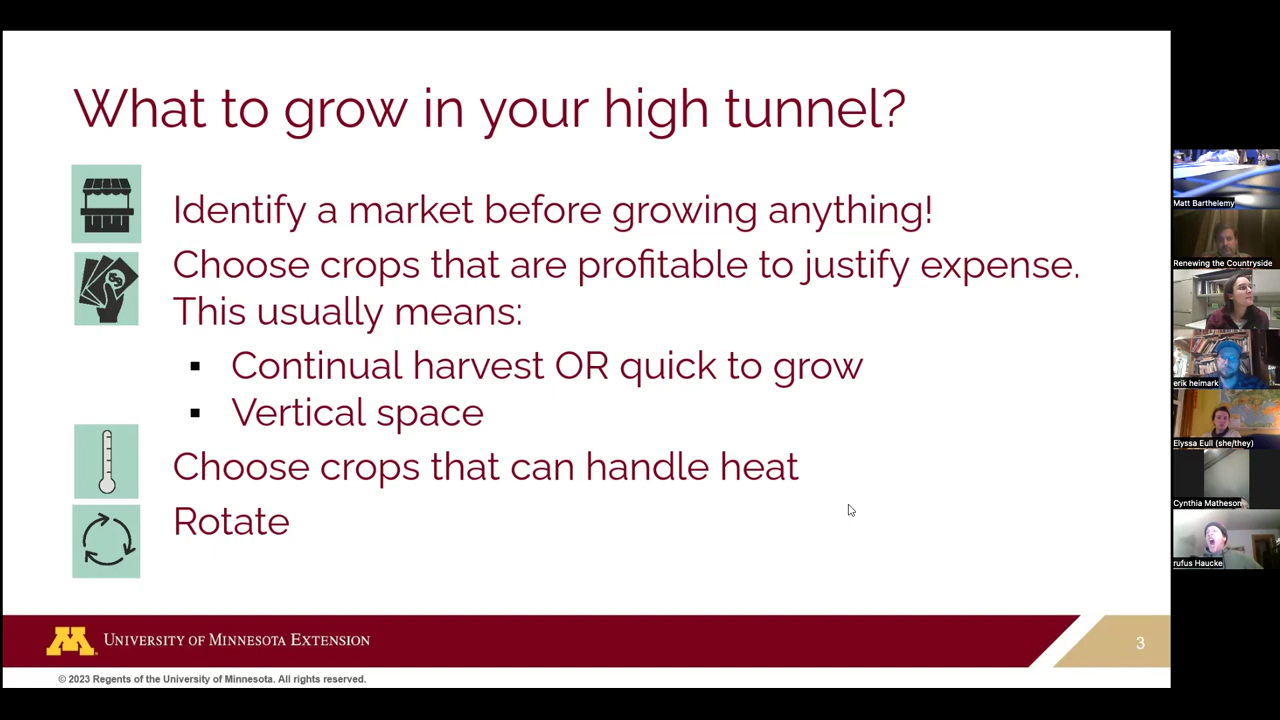 What to grow in your high tunnel?
Identify a market before growing anything!
Choose crops that are profitable to justify expense.
This usually means:
▪ Continual harvest OR quick to grow
▪ Vertical space
Choose crops that can handle heat
Rotate
UNIVERSITY OF MINNESOTA EXTENSION
3
© 2023 Regents of the University of Minnesota. All rights reserved.
Matt Barthelemy
Renewing the Countryside
erik heimark
Elyssa Eull (she/they)
Cynthia Matheson
rufus Haucke